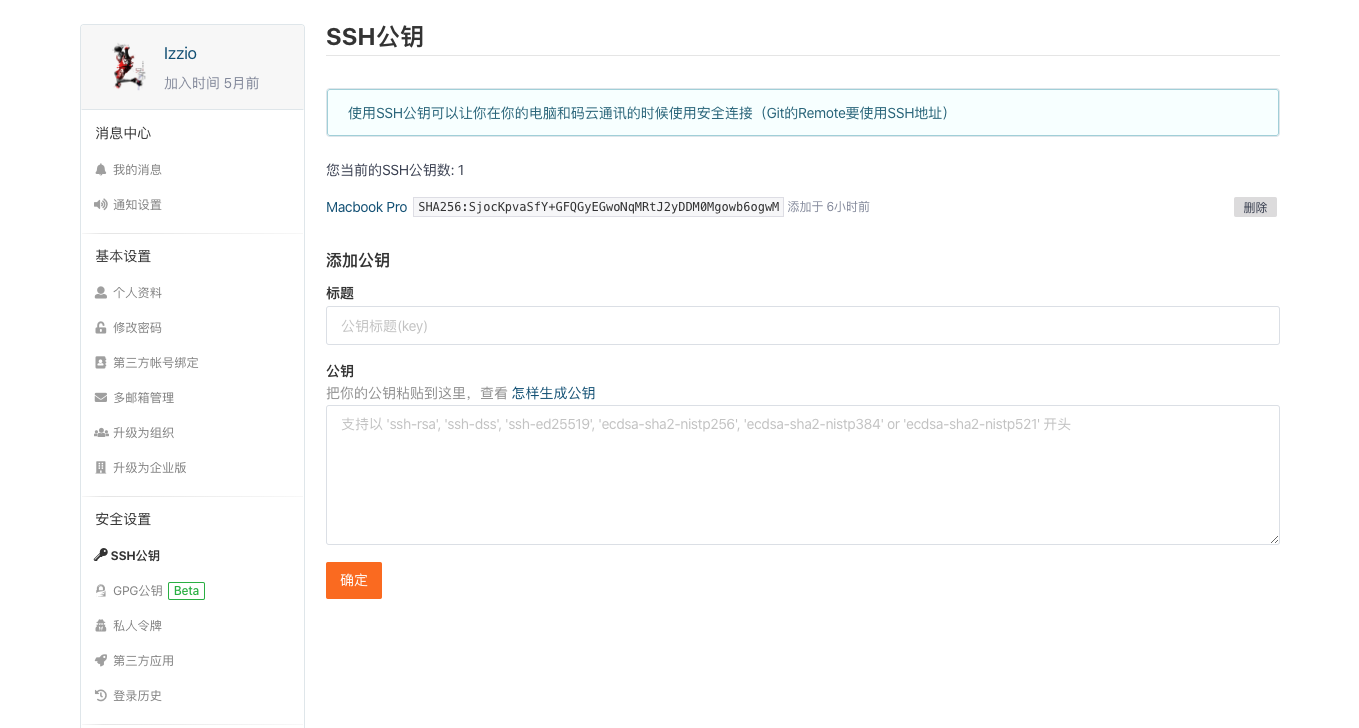 Izzio
加入时间 5月前
消息中心
我的消息
通知设置
基本设置
个人资料
修改密码
第三方帐号绑定
多邮箱管理
升级为组织
升级为企业版
安全设置
SSH公钥
GPG公钥 Beta
私人令牌
第三方应用
登录历史
SSH公钥
使用SSH公钥可以让你在你的电脑和码云通讯的时候使用安全连接（Git的Remote要使用SSH地址）
您当前的SSH公钥数: 1
Macbook Pro SHA256:SjocKpvaSfY+GFQGyEGwoNqMRtJ2yDDM0Mgowb6ogwM 添加于 6小时前 删除
添加公钥
标题
公钥标题(key)
公钥
把你的公钥粘贴到这里，查看 怎样生成公钥
支持以 'ssh-rsa', 'ssh-dss', 'ssh-ed25519', 'ecdsa-sha2-nistp256', 'ecdsa-sha2-nistp384' or 'ecdsa-sha2-nistp521' 开头
确定